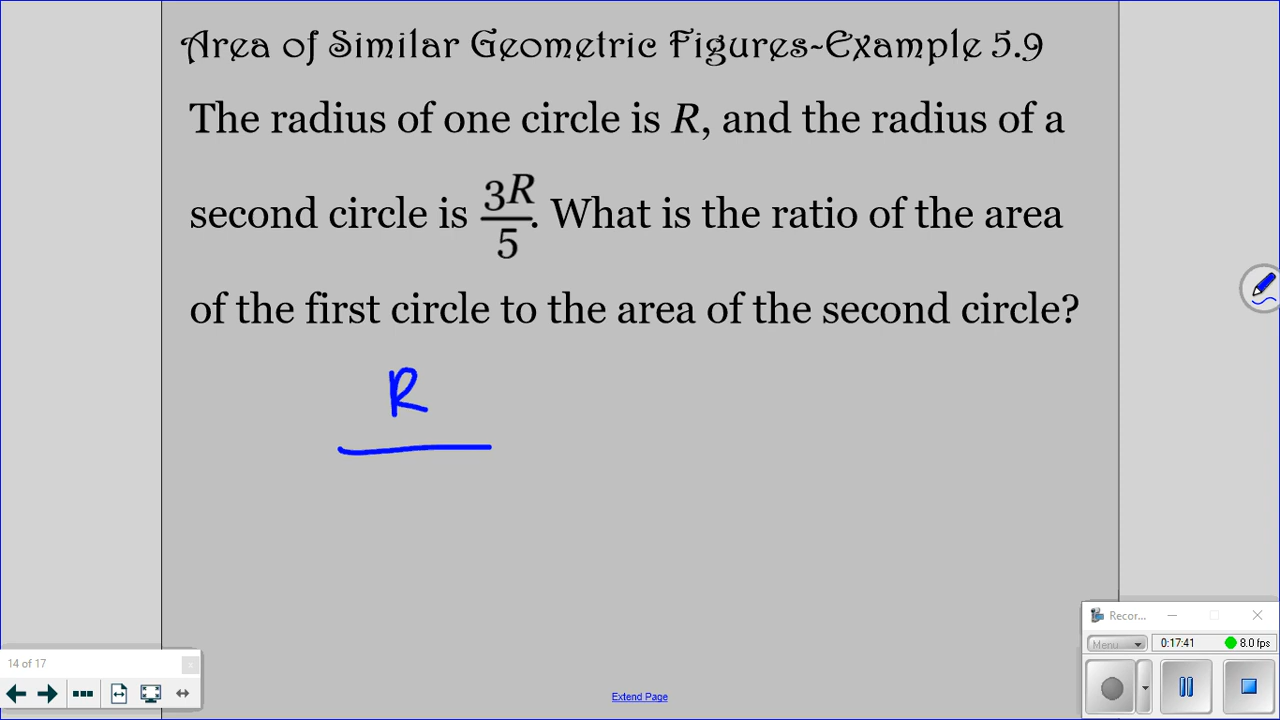 Area of Similar Geometric Figures-Example 5.9
The radius of one circle is R, and the radius of a
second circle is 3R/5. What is the ratio of the area
of the first circle to the area of the second circle?
R
Recor...
Menu
0:17:41
8.0 fps
14 of 17
Extend Page